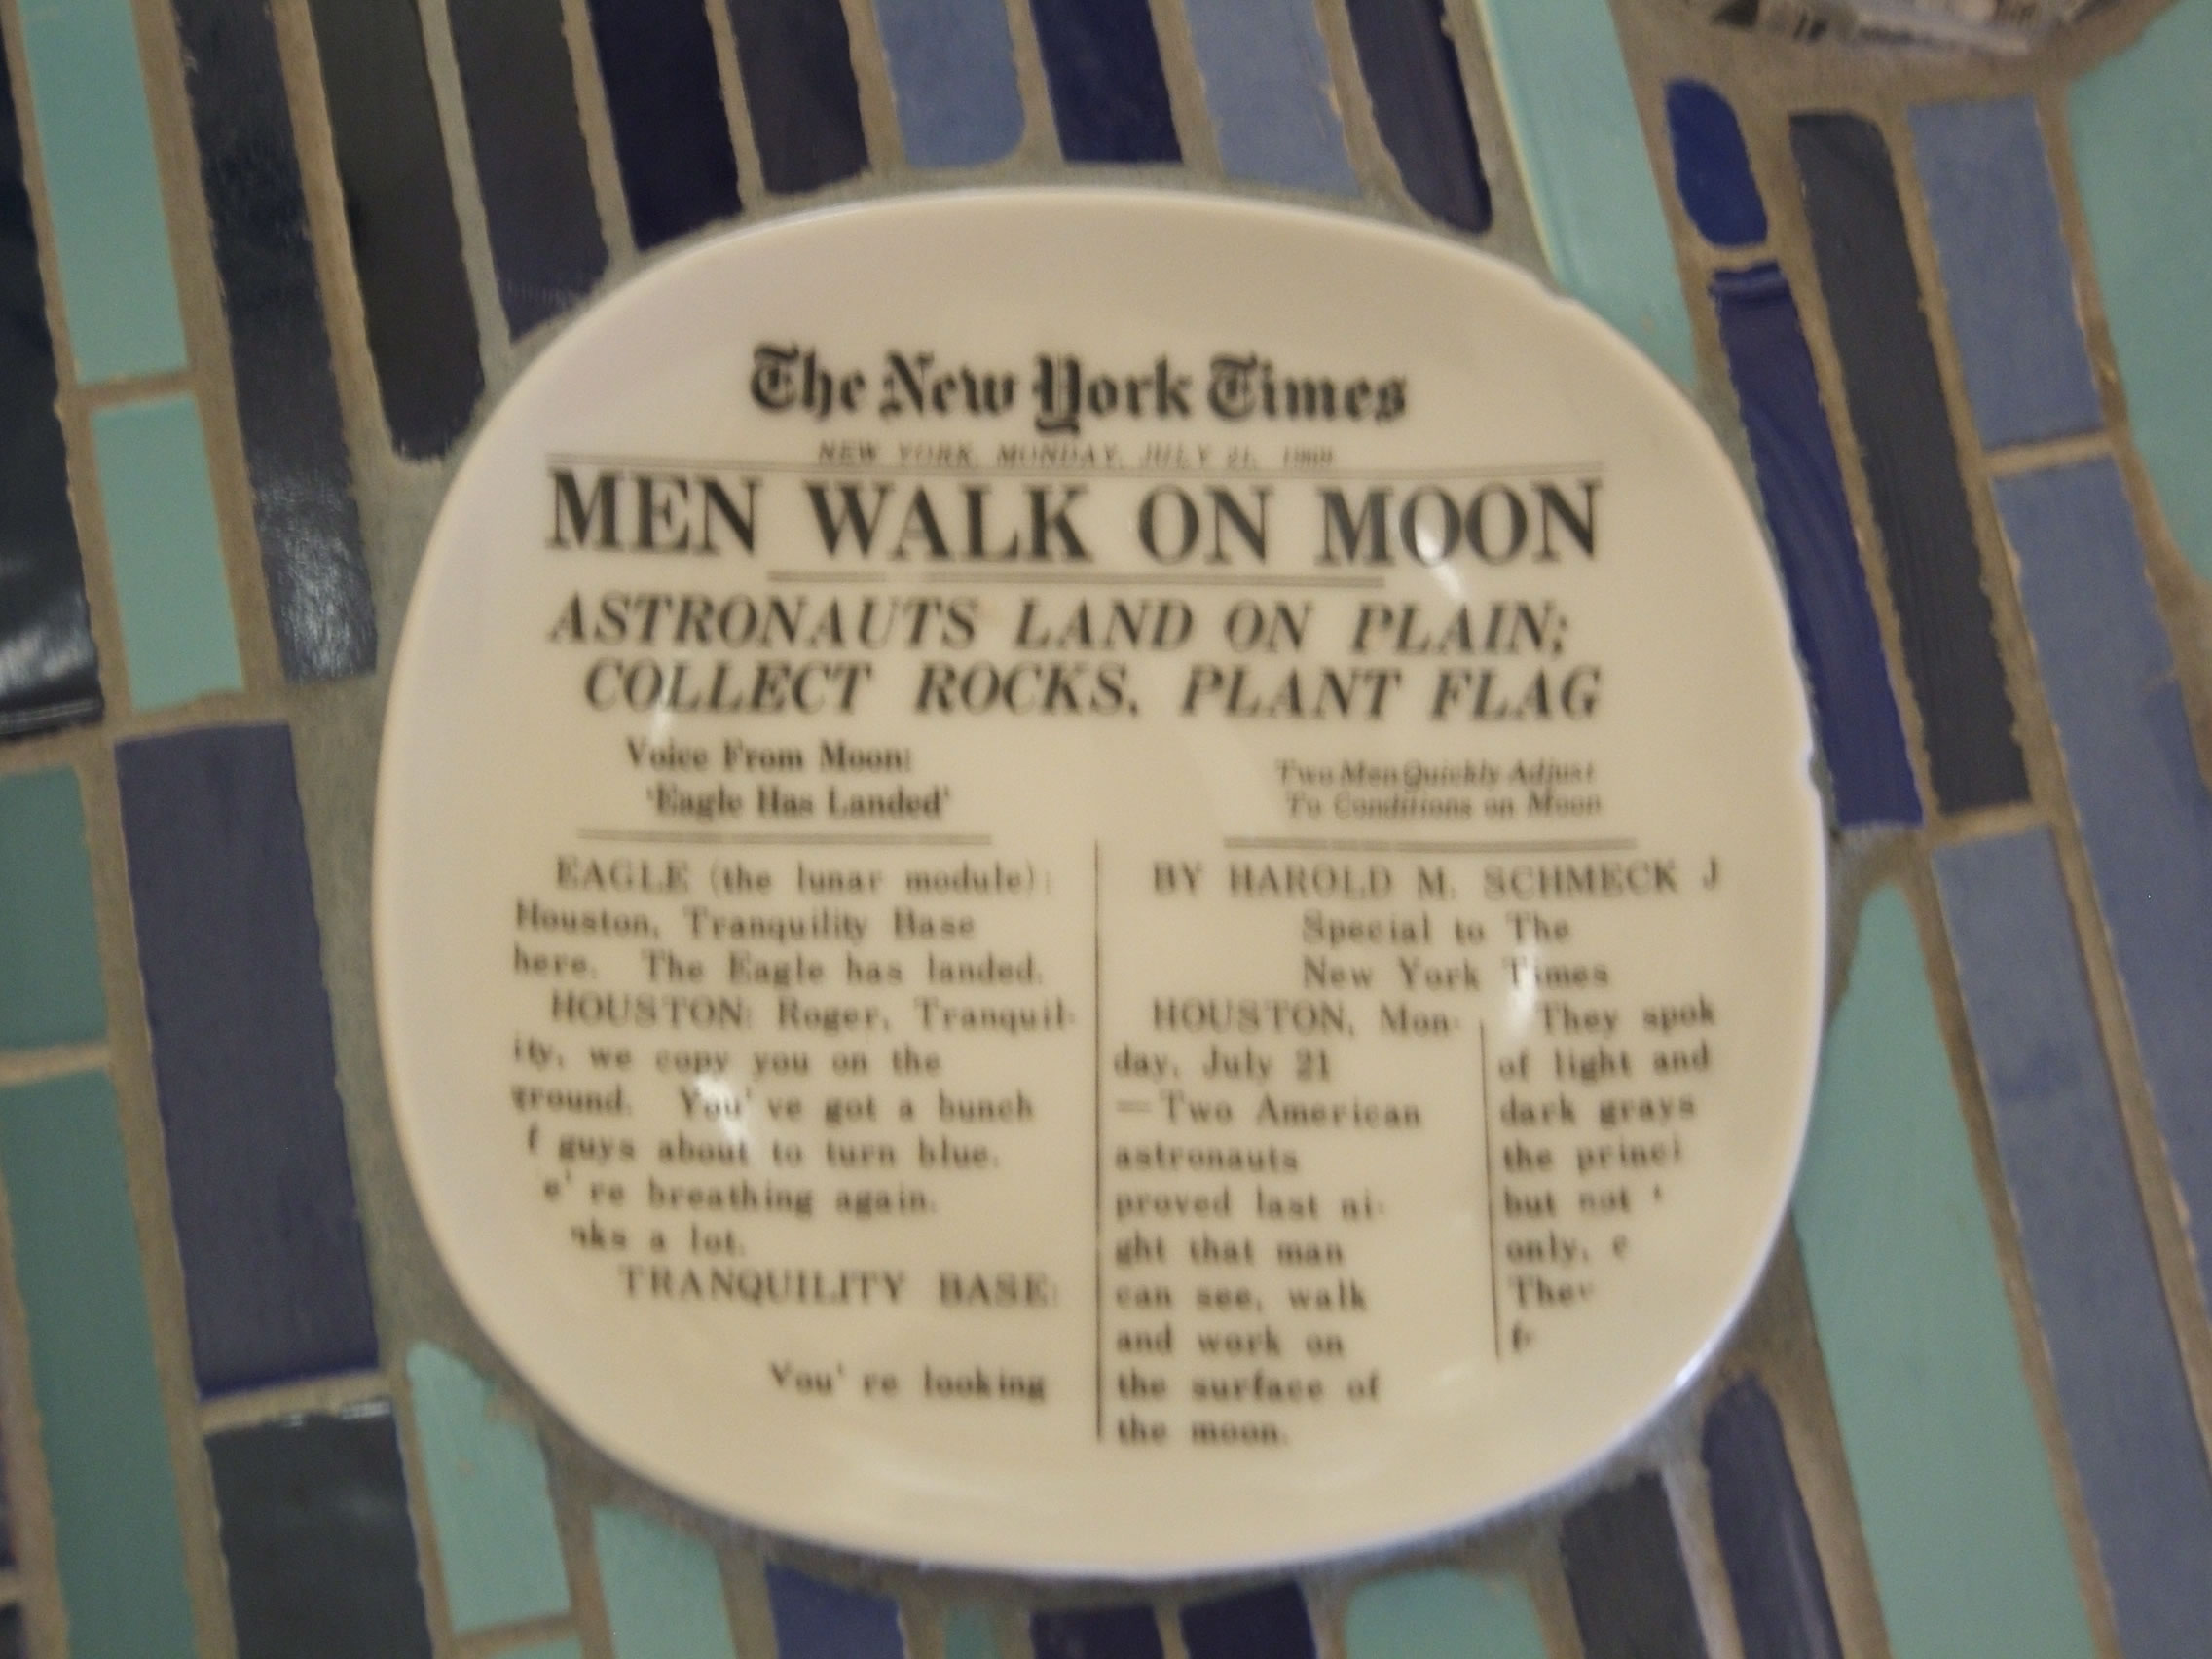 The New York Times
NEW YORK, MONDAY, JULY 21, 1969
MEN WALK ON MOON
ASTRONAUTS LAND ON PLAIN;
COLLECT ROCKS, PLANT FLAG
Voice From Moon:
'Eagle Has Landed'
EAGLE (the lunar module):
Houston, Tranquility Base
here. The Eagle has landed.
HOUSTON: Roger, Tranquil-
ity, we copy you on the
ground. You've got a bunch
f guys about to turn blue.
e're breathing again.
nks a lot.
TRANQUILITY BASE:
You're looking
Two Men Quickly Adjust
To Conditions on Moon
BY HAROLD M. SCHMECK J
Special to The
New York Times
HOUSTON, Mon-
day, July 21
—Two American
astronauts
proved last ni-
ght that man
can see, walk
and work on
the surface of
the moon.
They spok
of light and
dark grays
the princi
but not
only, e
They
f